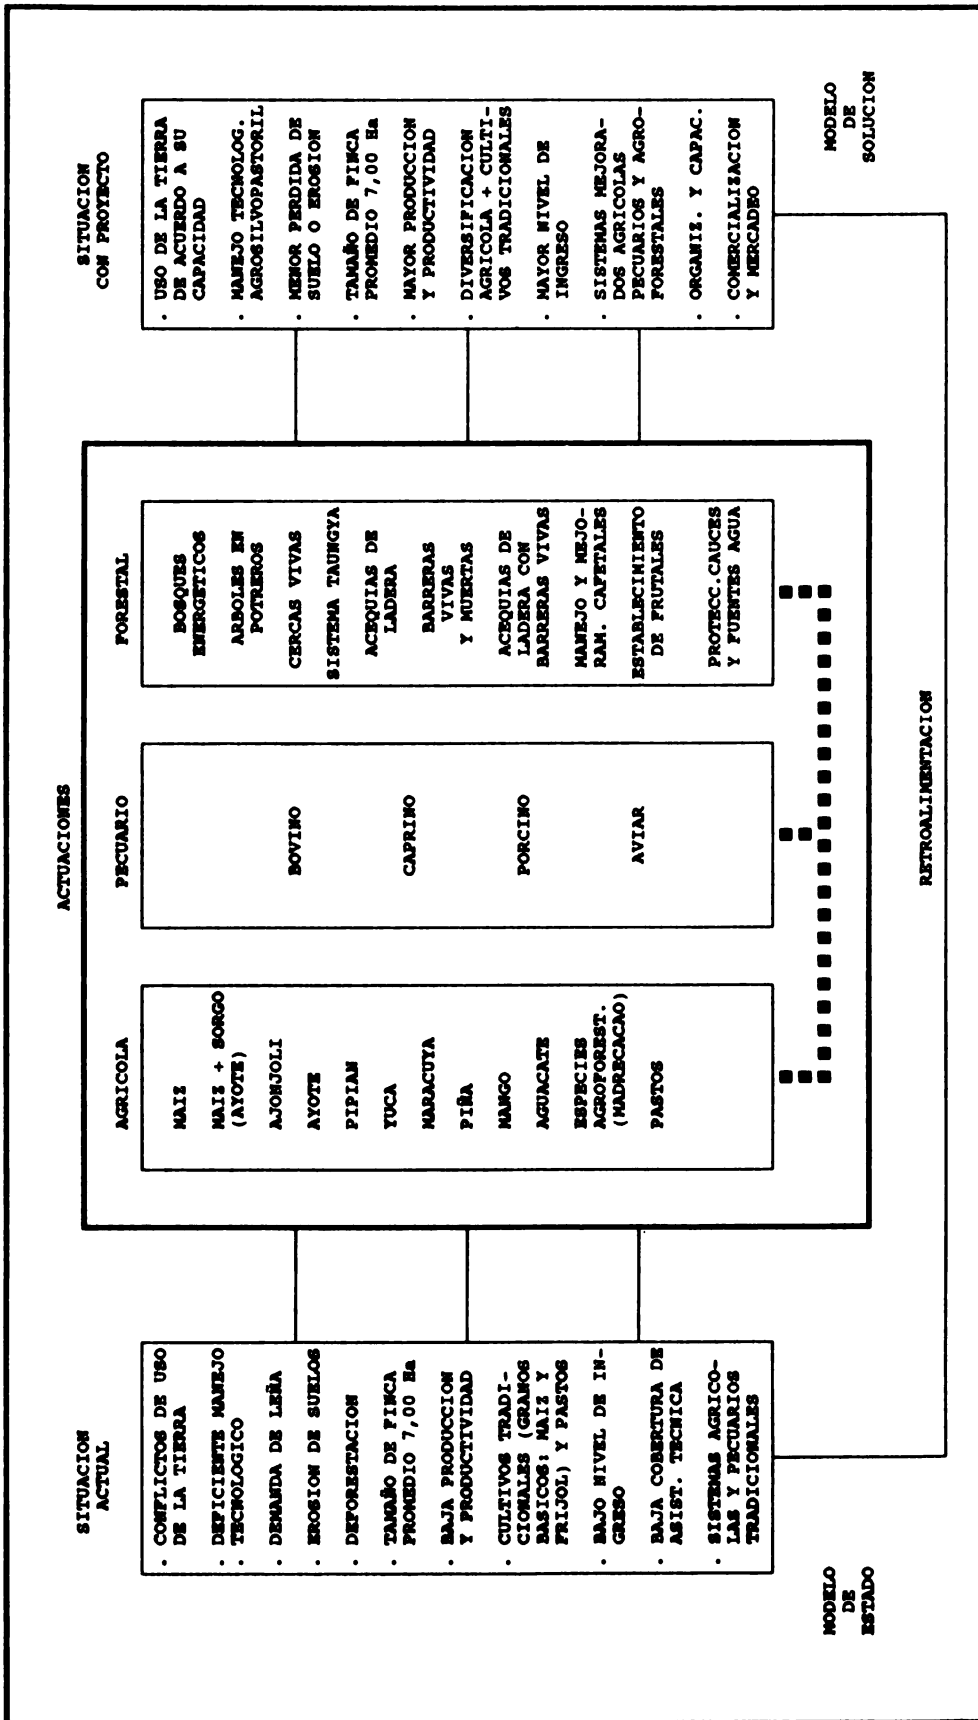 ACTUACIONES
SITUACION
ACTUAL
. CONFLICTOS DE USO
DE LA TIERRA
. DEFICIENTE MANEJO
. TECNOLOGICO
. DEMANDA DE LEÑA
. EROSION DE SUELOS
. DEFORESTACION
. TAMAÑO DE FINCA
PROMEDIO 7,00 Ha
. BAJA PRODUCCION
Y PRODUCTIVIDAD
. CULTIVOS TRADI-
CIONALES (GRANOS
BASICOS: MAIZ Y
FRIJOL) Y PASTOS
. BAJO NIVEL DE IN-
GRESO
. BAJA COBERTURA DE
ASIST. TECNICA
. SISTEMAS AGRICO-
LAS Y PECUARIOS
TRADICIONALES
MODELO
DE
ESTADO
AGRICOLA
MAIZ
MAIZ + SORGO
(AYOTE)
AJONJOLI
AYOTE
PIPIAN
YUCA
MARACUYA
PIÑA
MANGO
AGUACATE
ESPECIES
AGROFOREST.
(MADRECACAO)
PASTOS
PECUARIO
BOVINO
CAPRINO
PORCINO
AVIAR
FORESTAL
BOSQUES
ENERGETICOS
ARBOLES EN
POTREROS
CERCAS VIVAS
SISTEMA TAUNGYA
ACEQUIAS DE
LADERA
BARRERAS
VIVAS
Y MUERTAS
ACEQUIAS DE
LADERA CON
BARRERAS VIVAS
MANEJO Y MEJO-
RAM. CAFETALES
ESTABLECIMIENTO
DE FRUTALES
PROTECC.CAUCES
Y FUENTES AGUA
SITUACION
CON PROYECTO
. USO DE LA TIERRA
DE ACUERDO A SU
CAPACIDAD
. MANEJO TECNOLOG.
AGROSILVOPASTORIL
. MENOR PERDIDA DE
SUELO O EROSION
. TAMAÑO DE FINCA
PROMEDIO 7,00 Ha
. MAYOR PRODUCCION
Y PRODUCTIVIDAD
. DIVERSIFICACION
AGRICOLA + CULTI-
VOS TRADICIONALES
. MAYOR NIVEL DE
INGRESO
. SISTEMAS MEJORA-
DOS AGRICOLAS
PECUARIOS Y AGRO-
FORESTALES
. ORGANIZ. Y CAPAC.
. COMERCIALIZACION
Y MERCADEO
MODELO
DE
SOLUCION
RETROALIMENTACION